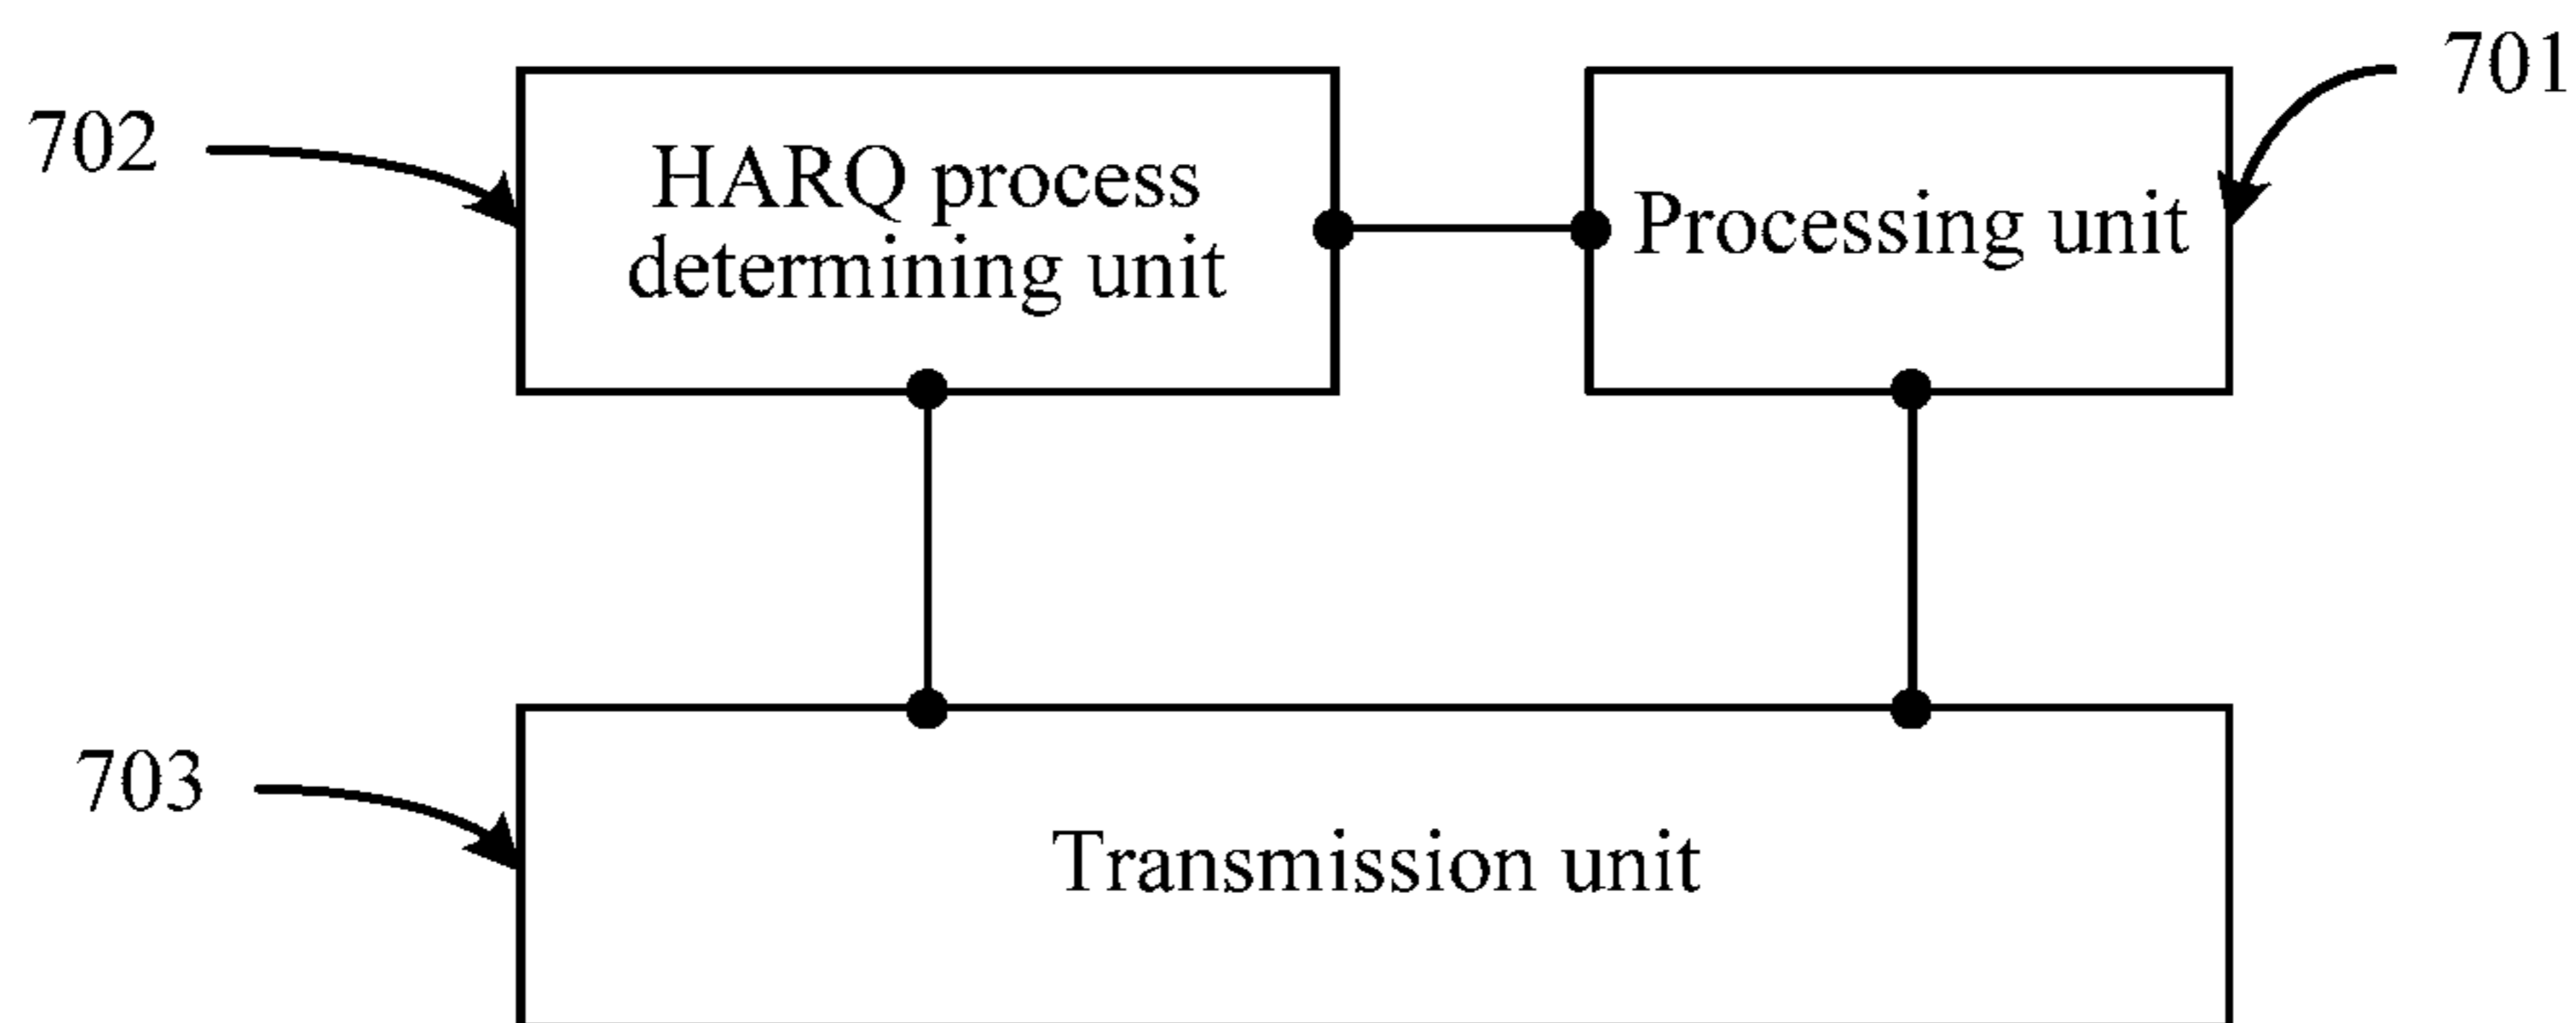 701
702
HARQ process
determining unit
Processing unit
703
Transmission unit